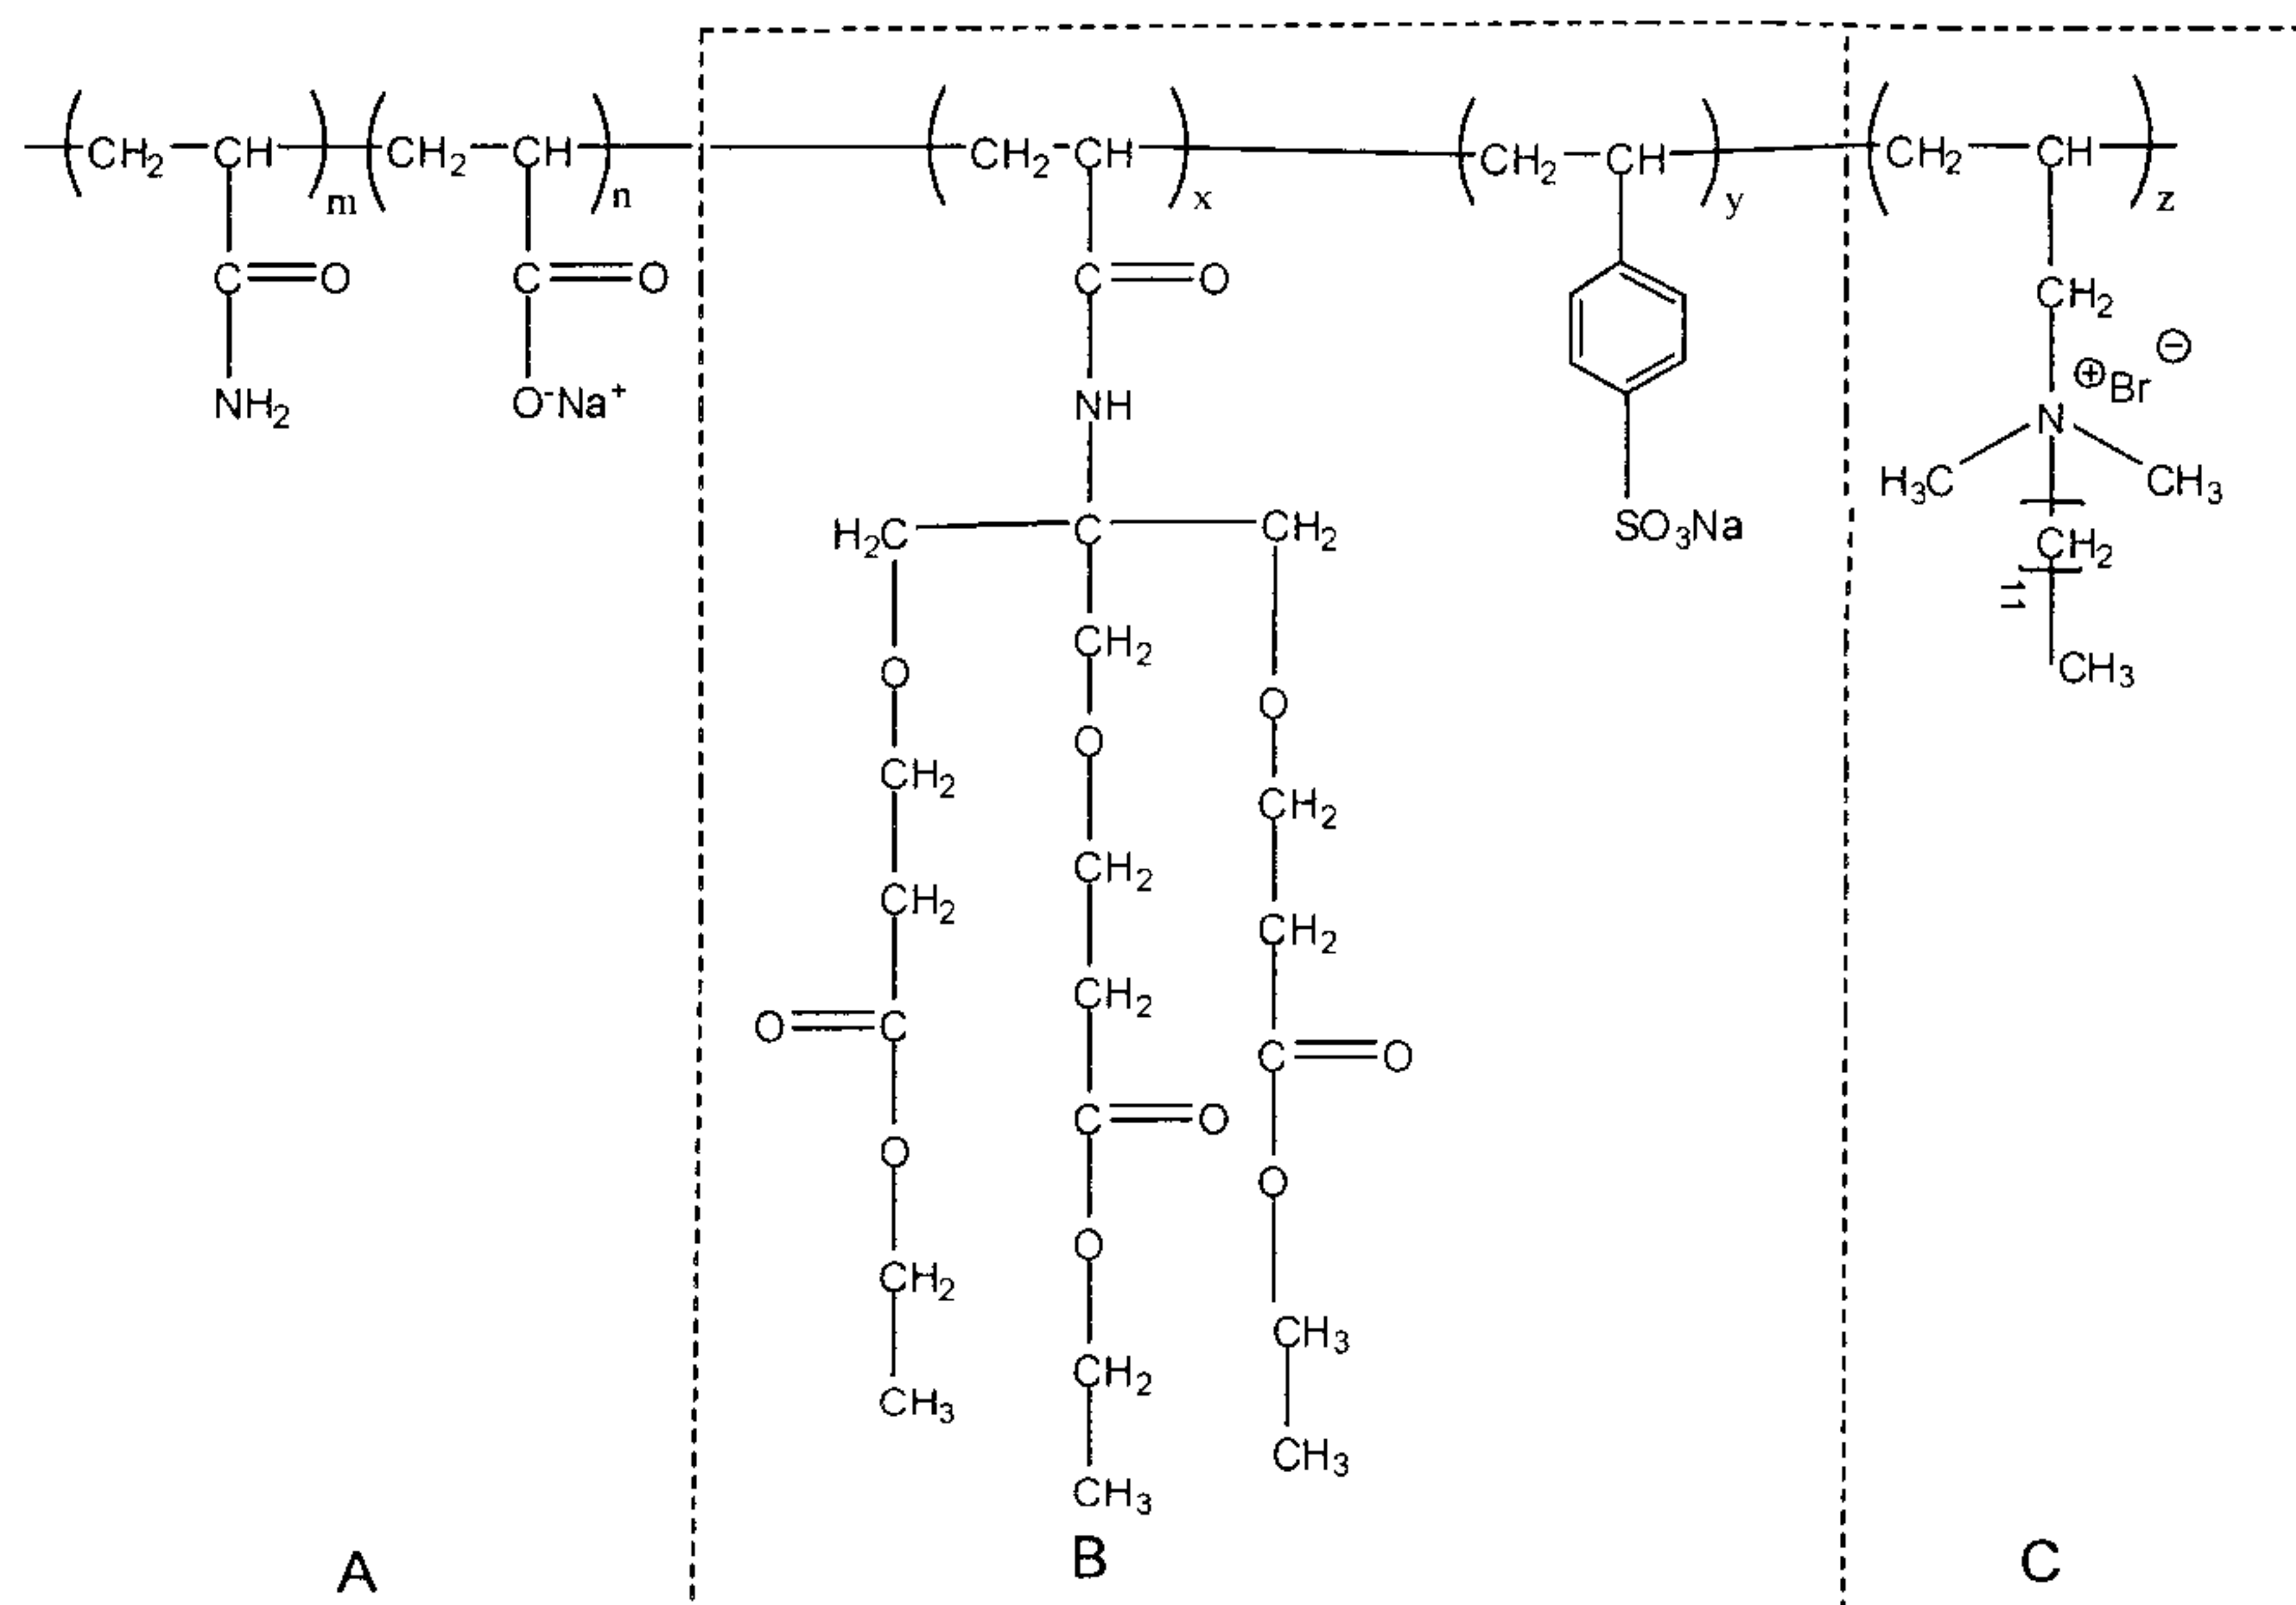 CH2 CH m CH2 CH n CH2 CH x CH2 CH y CH2 CH z
C O C O C O CH2
⊕ Br ⊖
NH2 O-Na+ NH N
H3C CH3
H2C C CH2 SO3Na CH2
11
CH2 CH3
O O O
CH2 CH2
CH2
CH2 CH2
CH2
O C C O
C O
O O
O
CH2 CH3
CH2
CH3 CH3
CH3
A B C